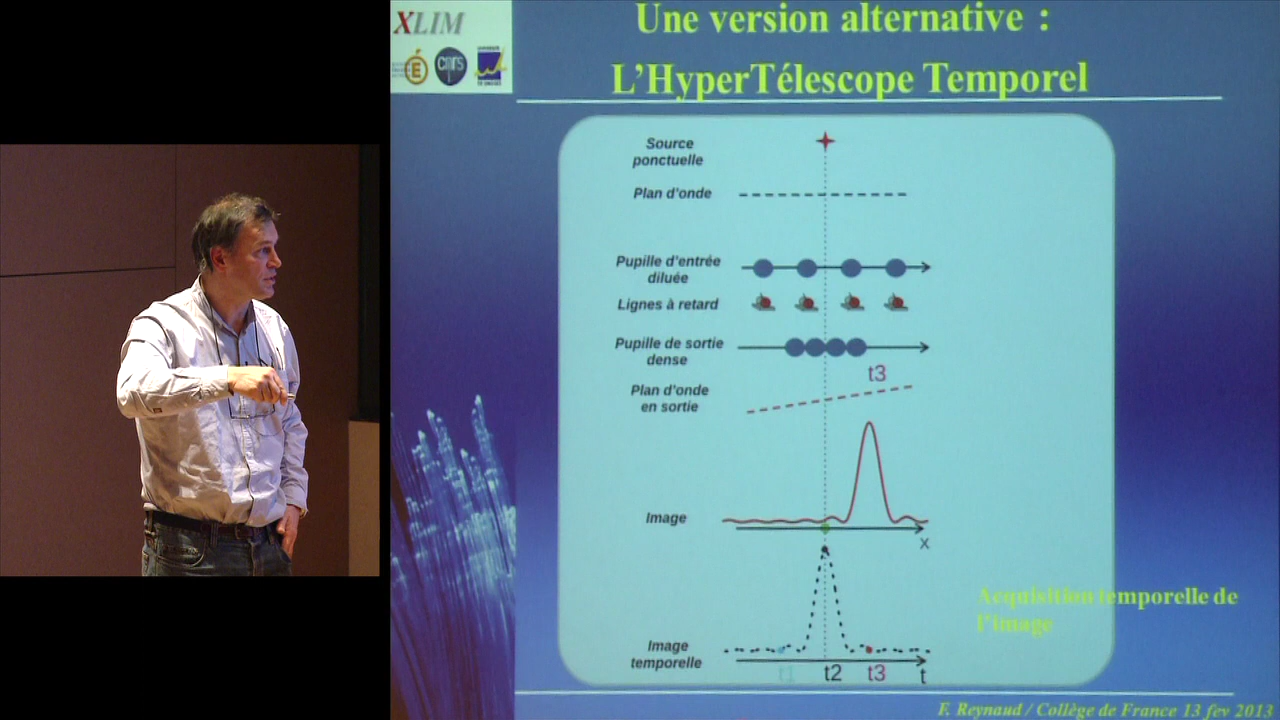 XLIM
cnrs
Une version alternative :
L'HyperTélescope Temporel
Source
ponctuelle
Plan d'onde
Pupille d'entrée
diluée
Lignes à retard
Pupille de sortie
dense
t3
Plan d'onde
en sortie
Image
x
Acquisition temporelle de
l'image
Image
temporelle
t1 t2 t3 t
F. Reynaud / Collège de France 13 fev 2013